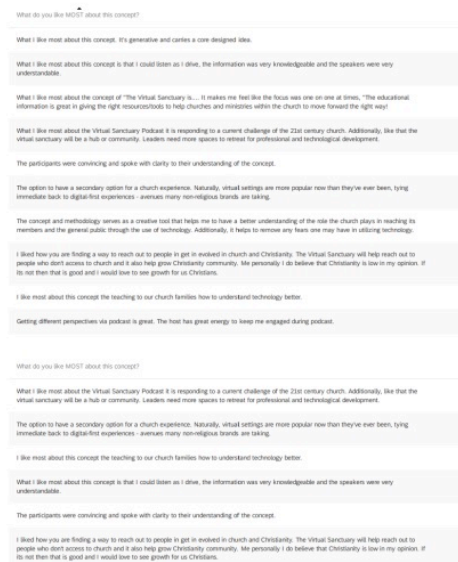 What do you like MOST about this concept?
What I like most about this concept. It's generative and carries a core designed idea.
What I like most about this concept is that I could listen as I drive, the information was very knowledgeable and the speakers were very
understandable.
What I like most about the concept of "The Virtual Sanctuary is.... It makes me feel like the focus was one on one at times, "The educational
information is great in giving the right resources/tools to help churches and ministries within the church to move forward the right way!
What I like most about the Virtual Sanctuary Podcast it is responding to a current challenge of the 21st century church. Additionally, like that the
virtual sanctuary will be a hub or community. Leaders need more spaces to retreat for professional and technological development.
The participants were convincing and spoke with clarity to their understanding of the concept.
The option to have a secondary option for a church experience. Naturally, virtual settings are more popular now than they've ever been, tying
immediate back to digital-first experiences - avenues many non-religious brands are taking.
The concept and methodology serves as a creative tool that helps me to have a better understanding of the role the church plays in reaching its
members and the general public through the use of technology. Additionally, it helps to remove any fears one may have in utilizing technology.
I liked how you are finding a way to reach out to people in get in evolved in church and Christianity. The Virtual Sanctuary will help reach out to
people who don't access to church and it also help grow Christianity community. Me personally I do believe that Christianity is low in my opinion. If
its not then that is good and I would love to see growth for us Christians.
I like most about this concept the teaching to our church families how to understand technology better.
Getting different perspectives via podcast is great. The host has great energy to keep me engaged during podcast.
What do you like MOST about this concept?
What I like most about the Virtual Sanctuary Podcast it is responding to a current challenge of the 21st century church. Additionally, like that the
virtual sanctuary will be a hub or community. Leaders need more spaces to retreat for professional and technological development.
The option to have a secondary option for a church experience. Naturally, virtual settings are more popular now than they've ever been, tying
immediate back to digital-first experiences - avenues many non-religious brands are taking.
I like most about this concept the teaching to our church families how to understand technology better.
What I like most about this concept is that I could listen as I drive, the information was very knowledgeable and the speakers were very
understandable.
The participants were convincing and spoke with clarity to their understanding of the concept.
I liked how you are finding a way to reach out to people in get in evolved in church and Christianity. The Virtual Sanctuary will help reach out to
people who don't access to church and it also help grow Christianity community. Me personally I do believe that Christianity is low in my opinion. If
its not then that is good and I would love to see growth for us Christians.